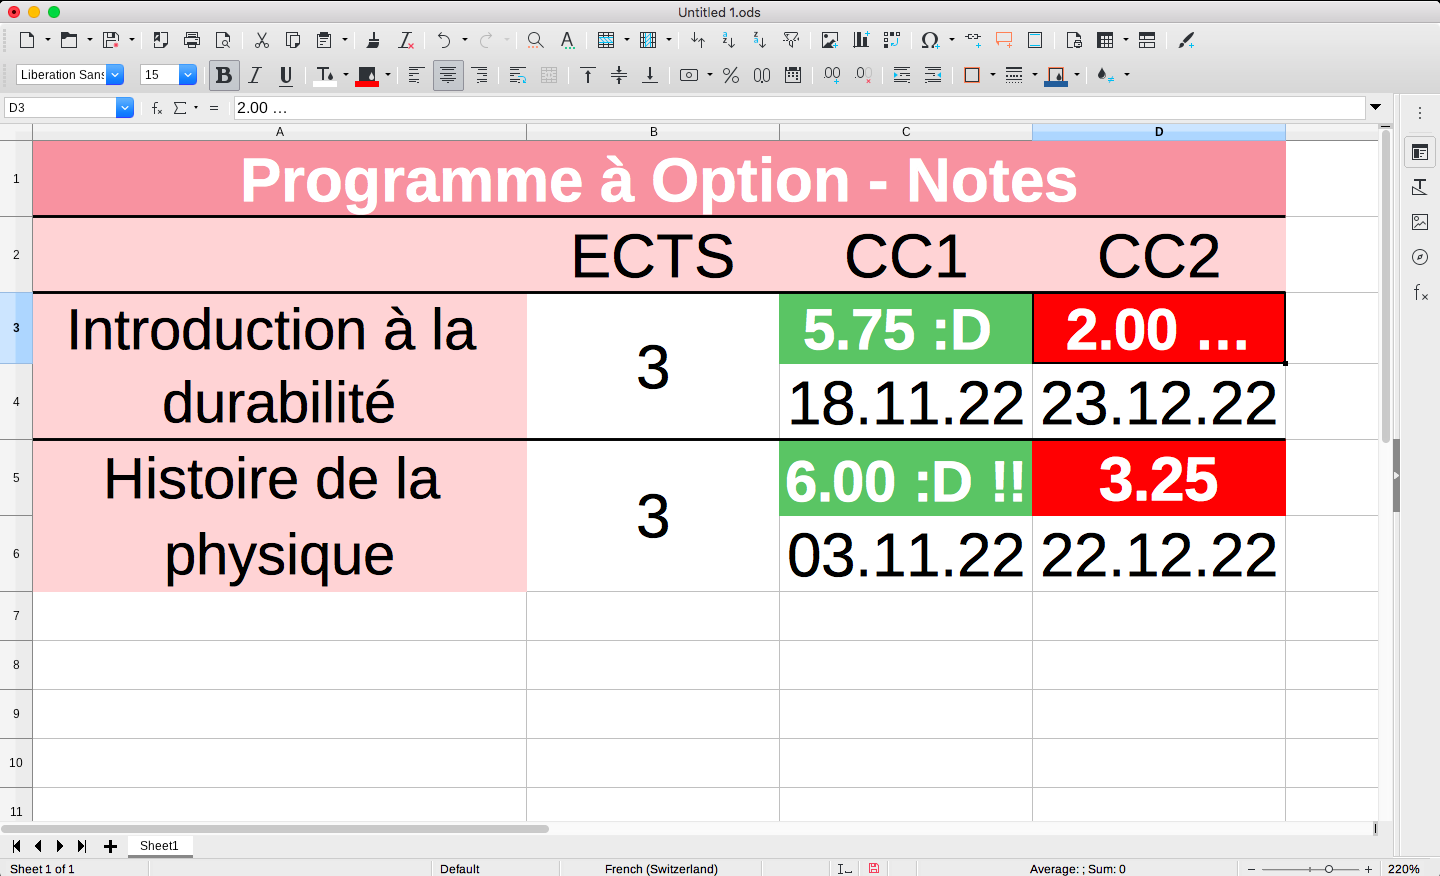 Untitled 1.ods
Liberation Sans 15
D3 2.00 ...
A B C D
1 Programme à Option - Notes
2 ECTS CC1 CC2
3 Introduction à la 3 5.75 :D 2.00 ...
4 durabilité 18.11.22 23.12.22
5 Histoire de la 3 6.00 :D !! 3.25
6 physique 03.11.22 22.12.22
7
8
9
10
11
Sheet1
Sheet 1 of 1 Default French (Switzerland) Average: ; Sum: 0 220%